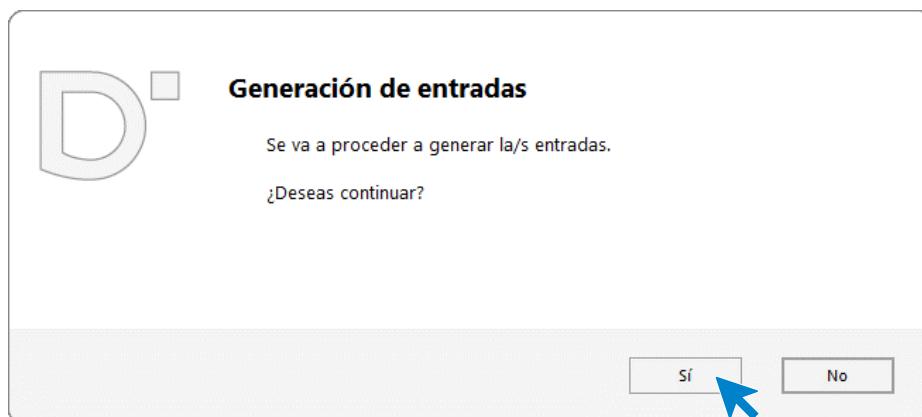 Generación de entradas
Se va a proceder a generar la/s entradas.
¿Deseas continuar?
Sí
No